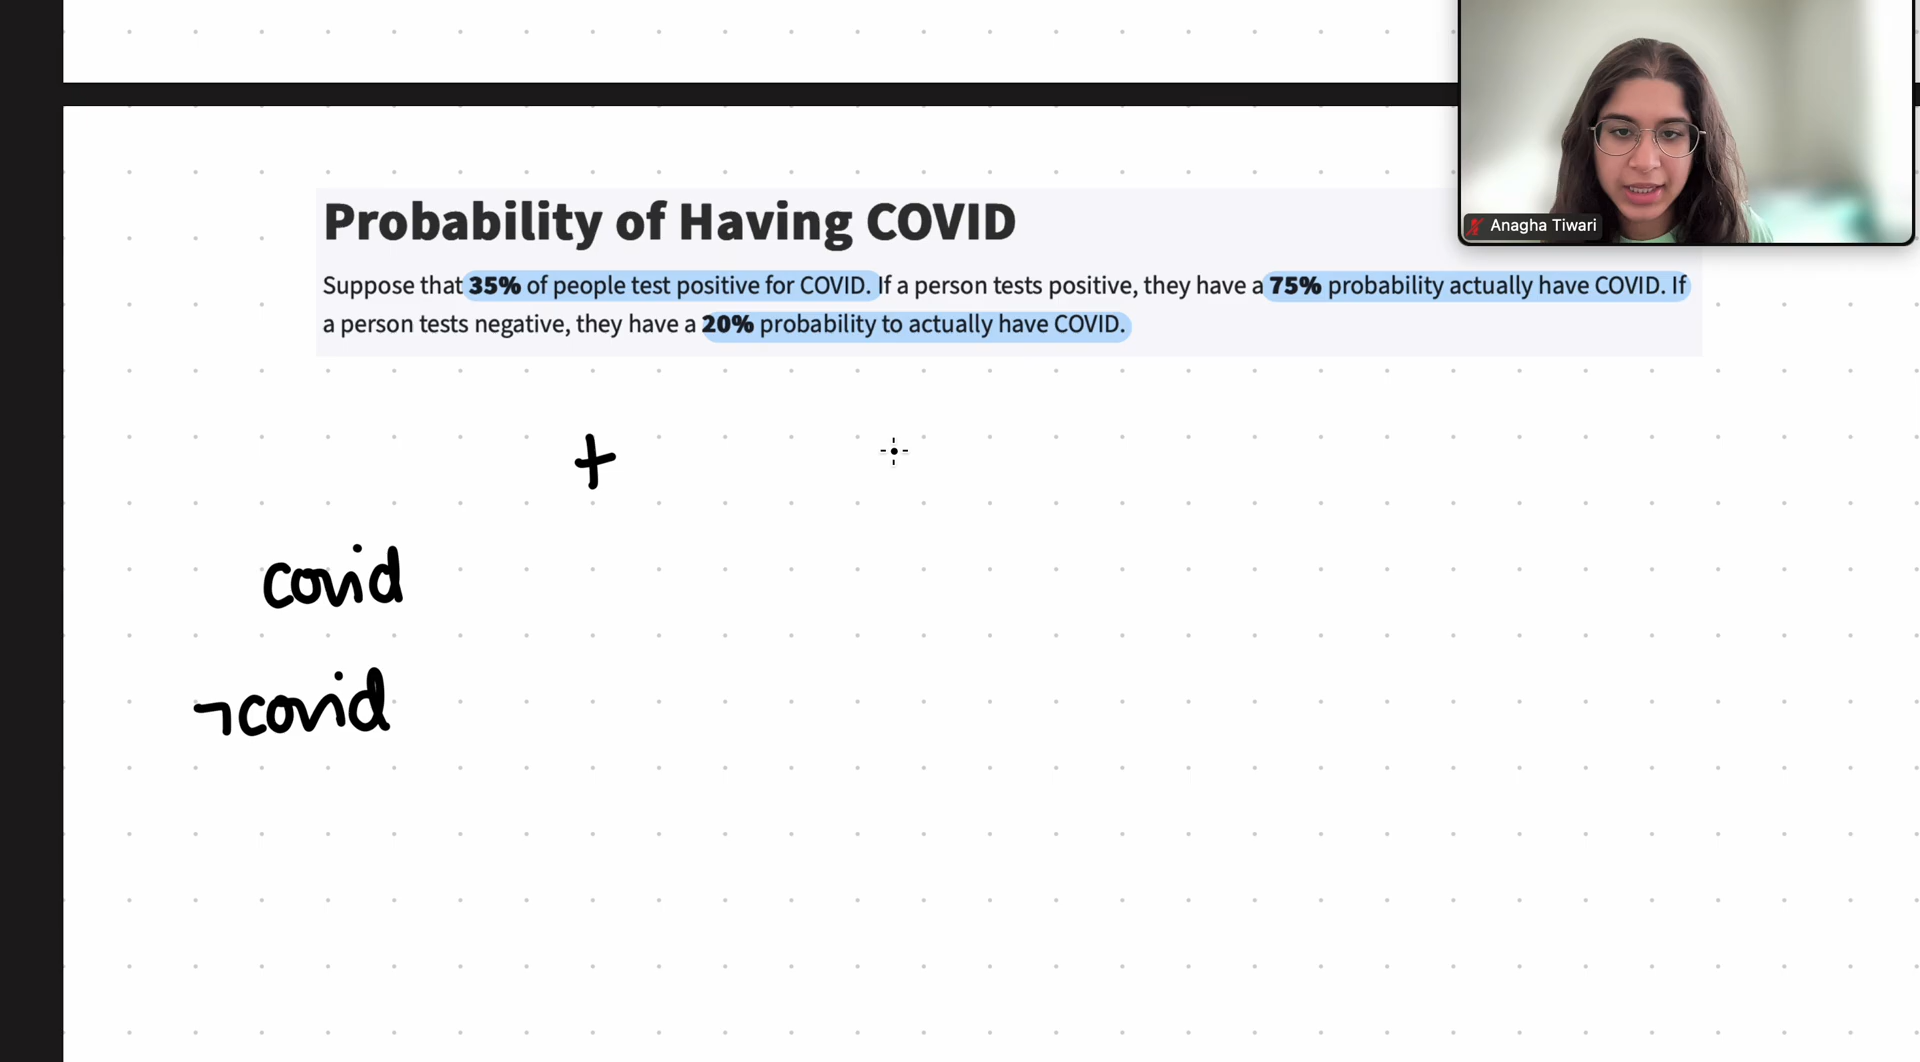 Anagha Tiwari
Probability of Having COVID
Suppose that 35% of people test positive for COVID. If a person tests positive, they have a 75% probability actually have COVID. If
a person tests negative, they have a 20% probability to actually have COVID.
+
covid
¬covid